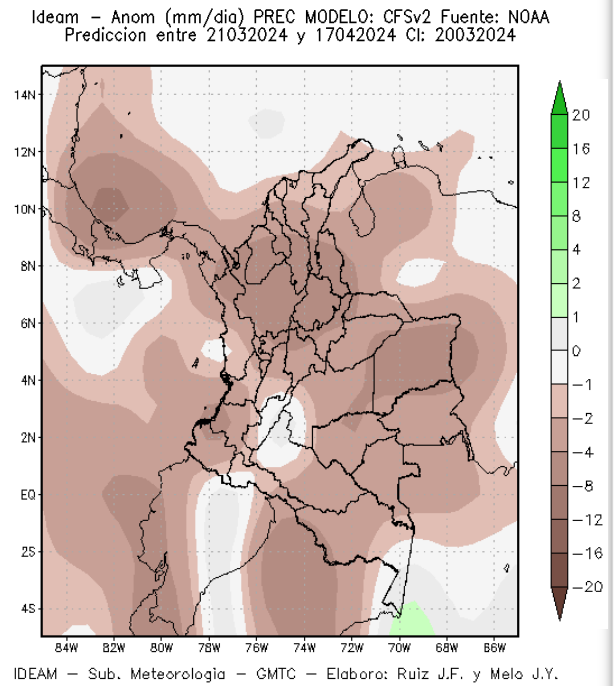 Ideam – Anom (mm/dia) PREC MODELO: CFSv2 Fuente: NOAA
Prediccion entre 21032024 y 17042024 CI: 20032024
14N
12N
10N
8N
6N
4N
2N
EQ
2S
4S
84W 82W 80W 78W 76W 74W 72W 70W 68W 66W
20
16
12
8
4
2
1
0
−1
−2
−4
−8
−12
−16
−20
IDEAM – Sub. Meteorologia – GMTC – Elaboro: Ruiz J.F. y Melo J.Y.